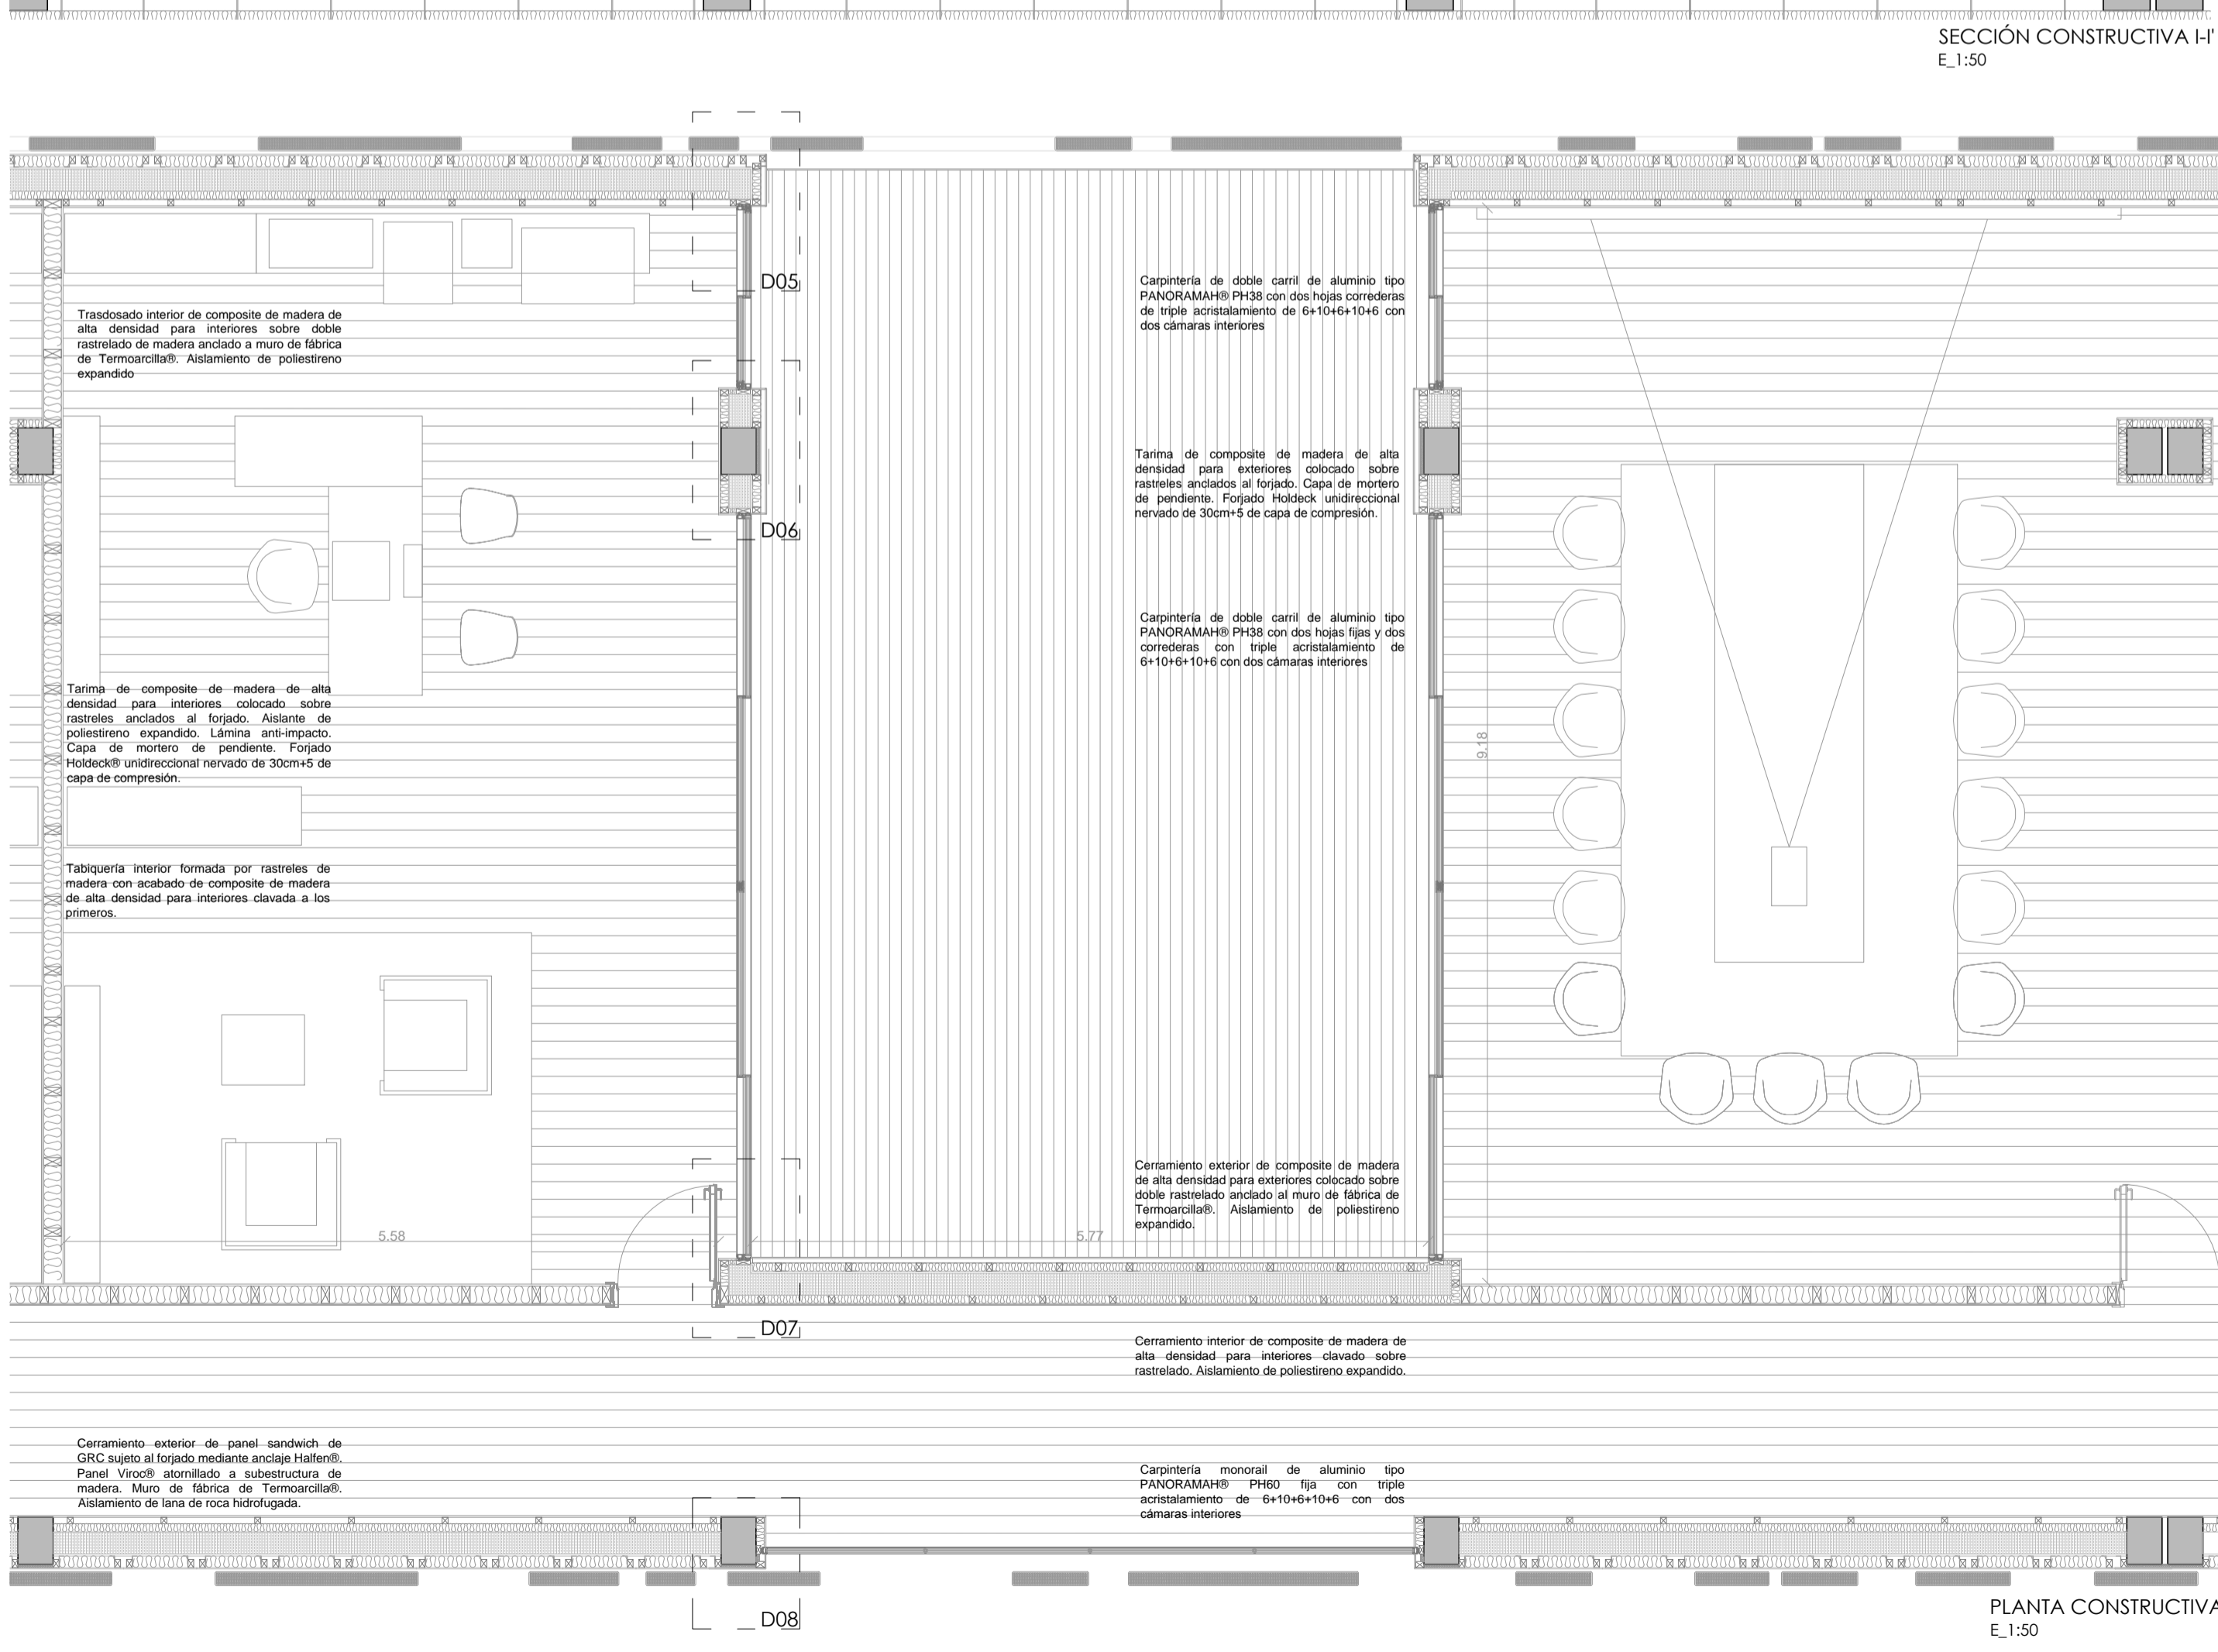 SECCIÓN CONSTRUCTIVA I-I'
E_1:50
D05
Trasdosado interior de composite de madera de
alta densidad para interiores sobre doble
rastrelado de madera anclado a muro de fábrica
de Termoarcilla®. Aislamiento de poliestireno
expandido
Carpintería de doble carril de aluminio tipo
PANORAMAH® PH38 con dos hojas correderas
de triple acristalamiento de 6+10+6+10+6 con
dos cámaras interiores
Tarima de composite de madera de alta
densidad para exteriores colocado sobre
rastreles anclados al forjado. Capa de mortero
de pendiente. Forjado Holdeck unidireccional
nervado de 30cm+5 de capa de compresión.
D06
Carpintería de doble carril de aluminio tipo
PANORAMAH® PH38 con dos hojas fijas y dos
correderas con triple acristalamiento de
6+10+6+10+6 con dos cámaras interiores
Tarima de composite de madera de alta
densidad para interiores colocado sobre
rastreles anclados al forjado. Aislante de
poliestireno expandido. Lámina anti-impacto.
Capa de mortero de pendiente. Forjado
Holdeck® unidireccional nervado de 30cm+5 de
capa de compresión.
9.18
Tabiquería interior formada por rastreles de
madera con acabado de composite de madera
de alta densidad para interiores clavada a los
primeros.
Cerramiento exterior de composite de madera
de alta densidad para exteriores colocado sobre
doble rastrelado anclado al muro de fábrica de
Termoarcilla®. Aislamiento de poliestireno
expandido.
5.58
5.77
D07
Cerramiento interior de composite de madera de
alta densidad para interiores clavado sobre
rastrelado. Aislamiento de poliestireno expandido.
Cerramiento exterior de panel sandwich de
GRC sujeto al forjado mediante anclaje Halfen®.
Panel Viroc® atornillado a subestructura de
madera. Muro de fábrica de Termoarcilla®.
Aislamiento de lana de roca hidrofugada.
Carpintería monorail de aluminio tipo
PANORAMAH® PH60 fija con triple
acristalamiento de 6+10+6+10+6 con dos
cámaras interiores
D08
PLANTA CONSTRUCTIVA
E_1:50